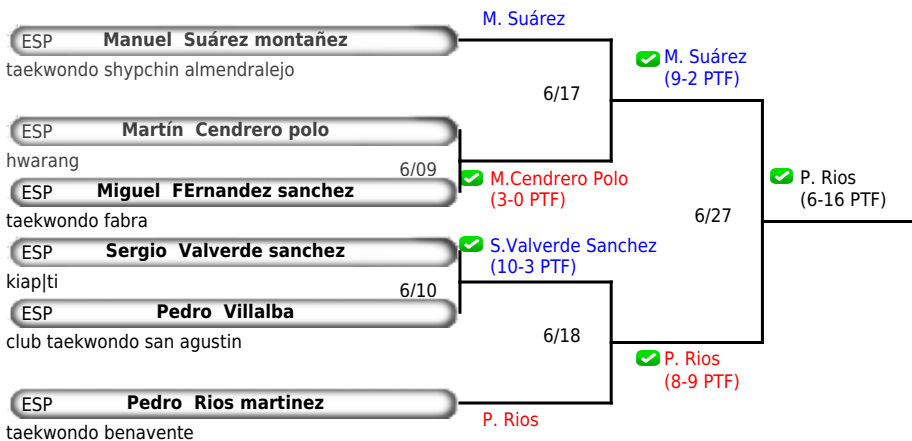 M. Suárez
ESP Manuel Suárez montañez
taekwondo shypchin almendralejo
M. Suárez
(9-2 PTF)
6/17
ESP Martín Cendrero polo
hwarang
6/09
ESP Miguel FErnandez sanchez
M.Cendrero Polo
(3-0 PTF)
taekwondo fabra
P. Rios
(6-16 PTF)
6/27
ESP Sergio Valverde sanchez
S.Valverde Sanchez
(10-3 PTF)
kiap|ti
6/10
ESP Pedro Villalba
club taekwondo san agustin
6/18
P. Rios
(8-9 PTF)
ESP Pedro Rios martinez
P. Rios
taekwondo benavente